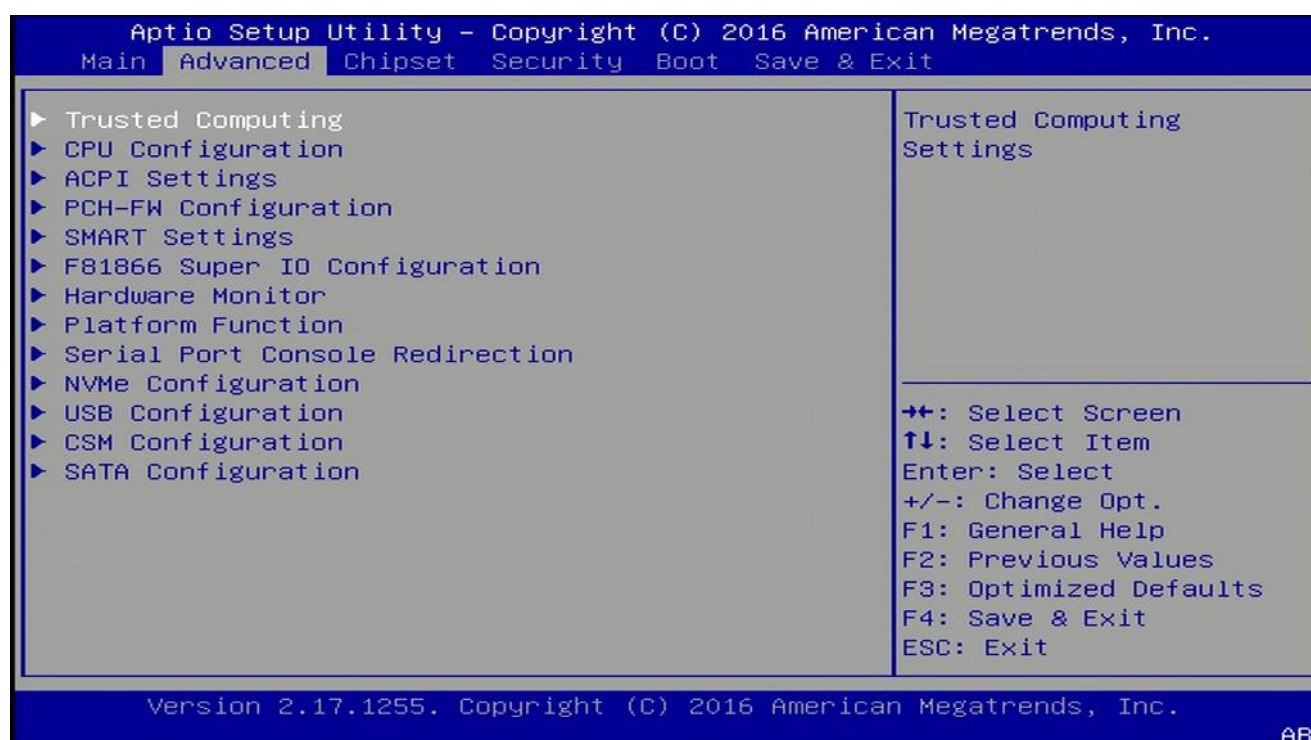 Aptio Setup Utility – Copyright (C) 2016 American Megatrends, Inc.
Main Advanced Chipset Security Boot Save & Exit
► Trusted Computing
► CPU Configuration
► ACPI Settings
► PCH-FW Configuration
► SMART Settings
► F81866 Super IO Configuration
► Hardware Monitor
► Platform Function
► Serial Port Console Redirection
► NVMe Configuration
► USB Configuration
► CSM Configuration
► SATA Configuration
Trusted Computing
Settings
→←: Select Screen
↑↓: Select Item
Enter: Select
+/-: Change Opt.
F1: General Help
F2: Previous Values
F3: Optimized Defaults
F4: Save & Exit
ESC: Exit
Version 2.17.1255. Copyright (C) 2016 American Megatrends, Inc.